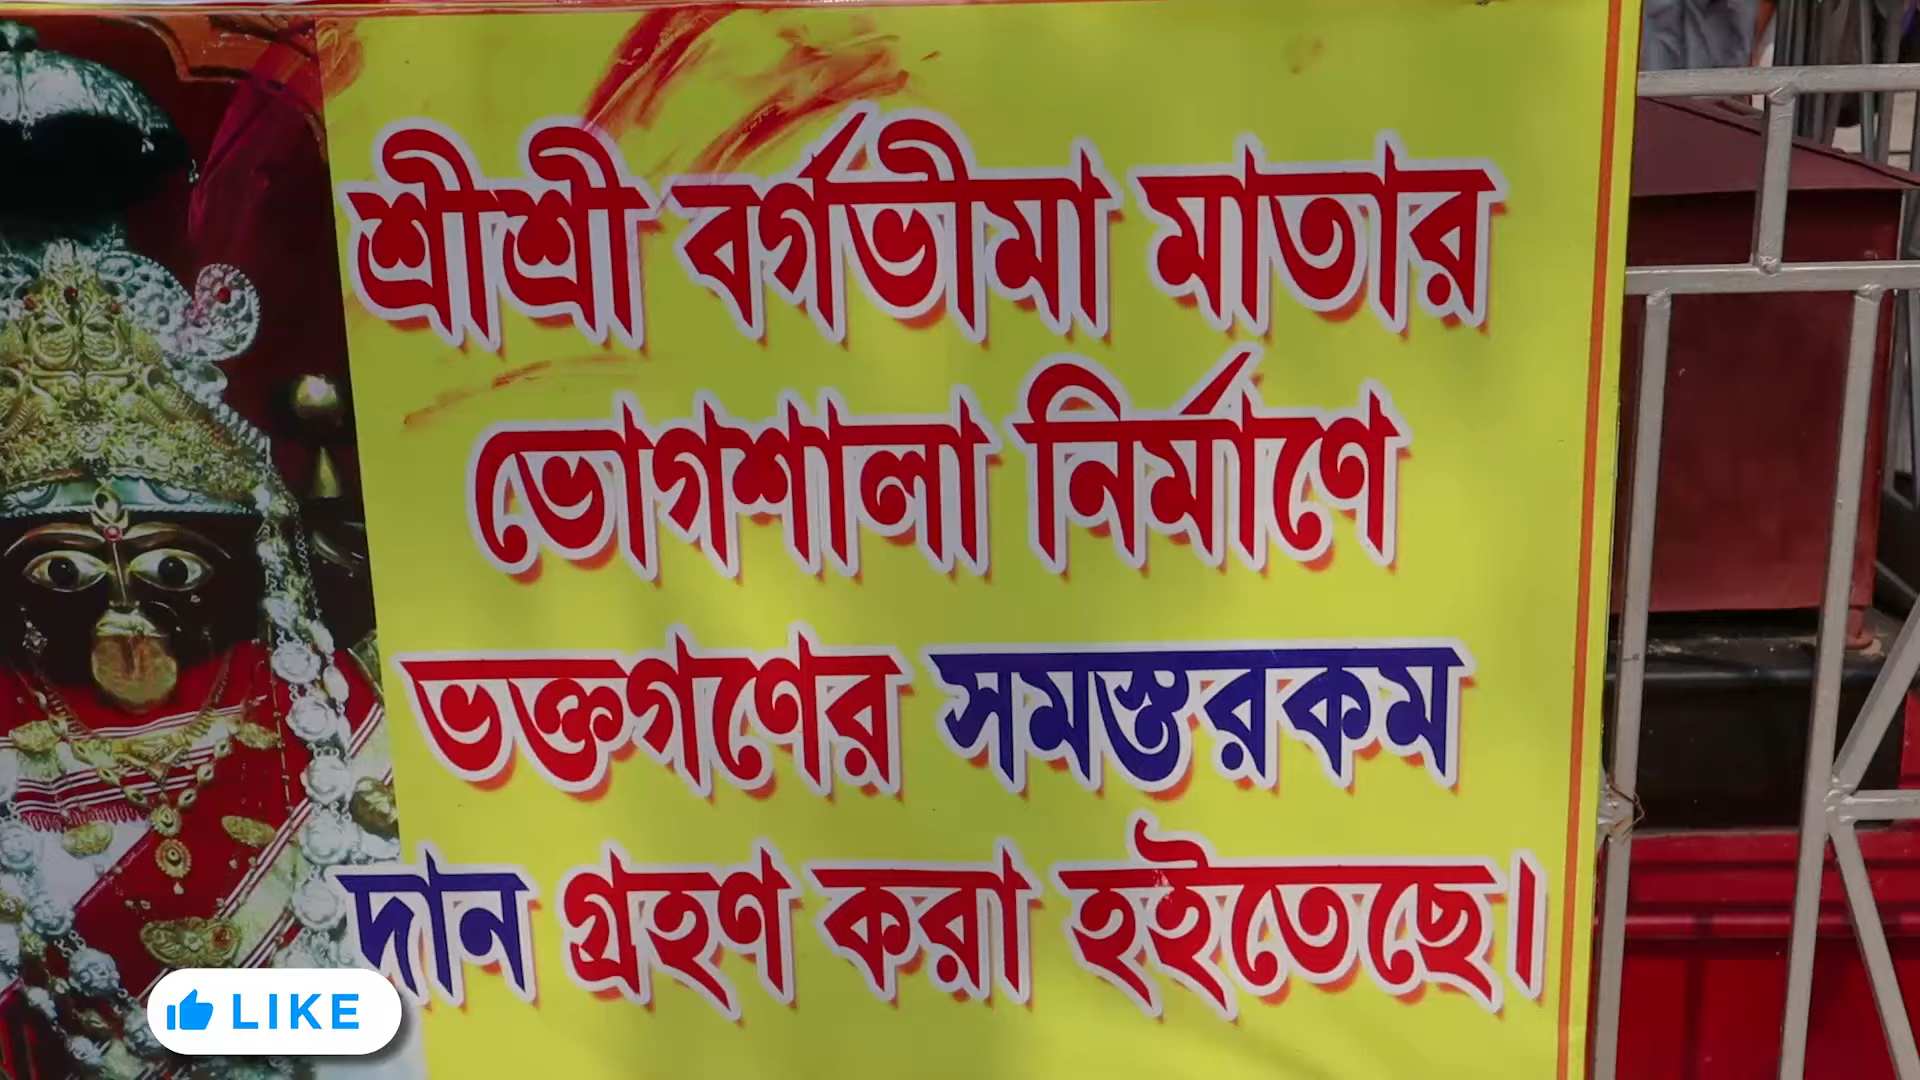 শ্রীশ্রী বর্গভীমা মাতার
ভোগশালা নির্মাণে
ভক্তগণের সমস্তরকম
দান গ্রহণ করা হইতেছে।
LIKE